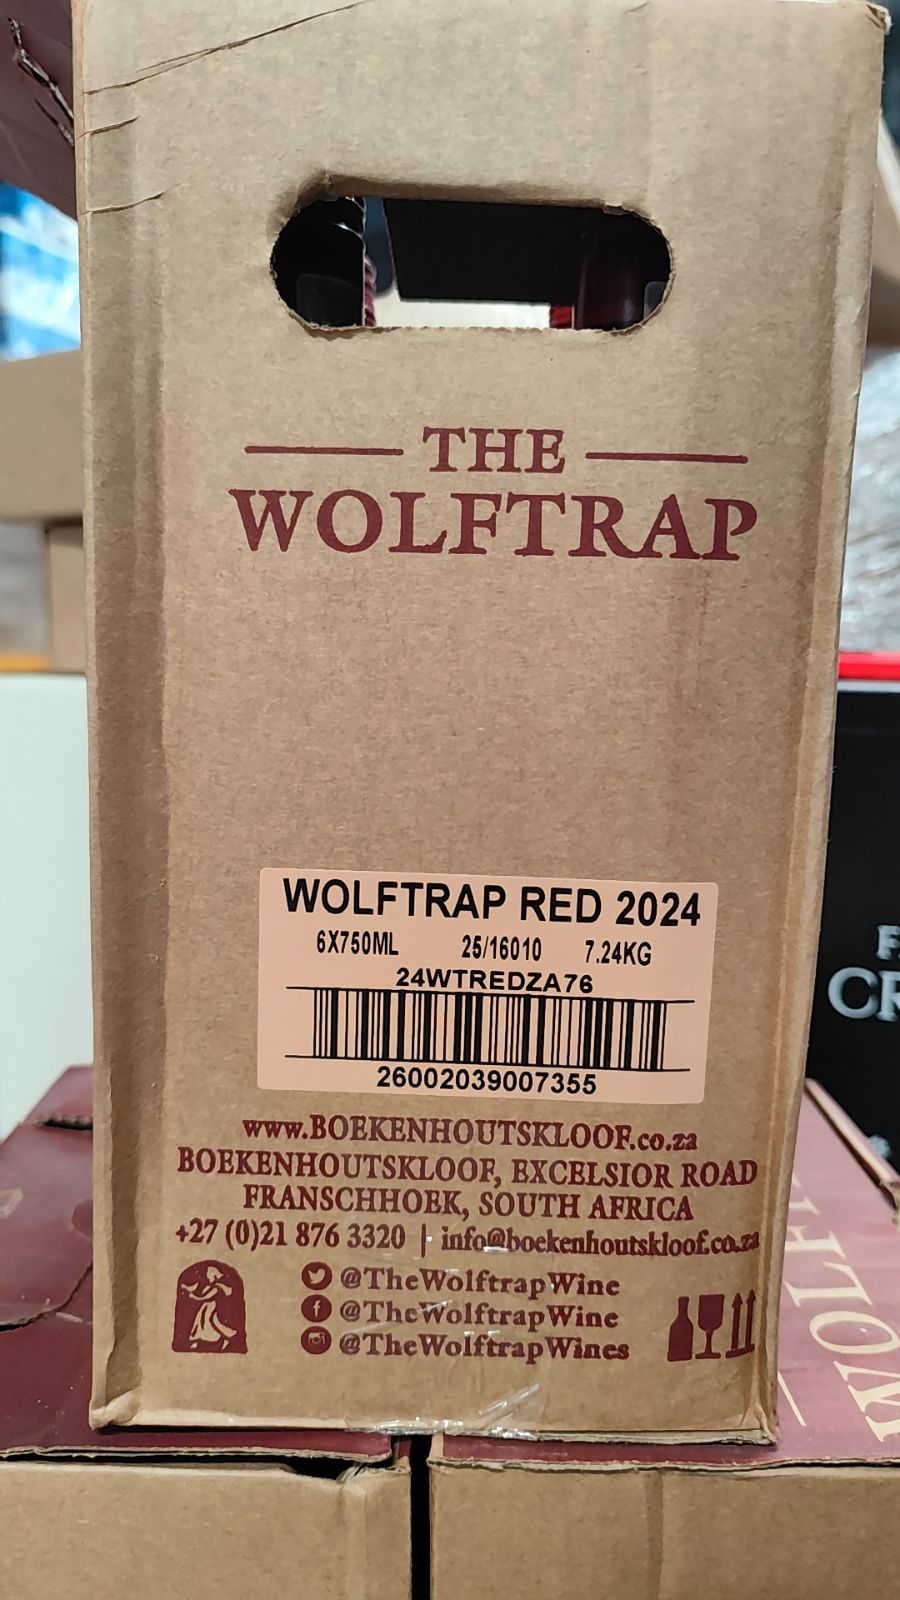 THE
WOLFTRAP
WOLFTRAP RED 2024
6X750ML 25/16010 7.24KG
24WTREDZA76
26002039007355
www.BOEKENHOUTSKLOOF.co.za
BOEKENHOUTSKLOOF, EXCELSIOR ROAD
FRANSCHHOEK, SOUTH AFRICA
+27 (0)21 876 3320 | info@boekenhoutskloof.co.za
@TheWolftrapWine
@TheWolftrapWine
@TheWolftrapWines